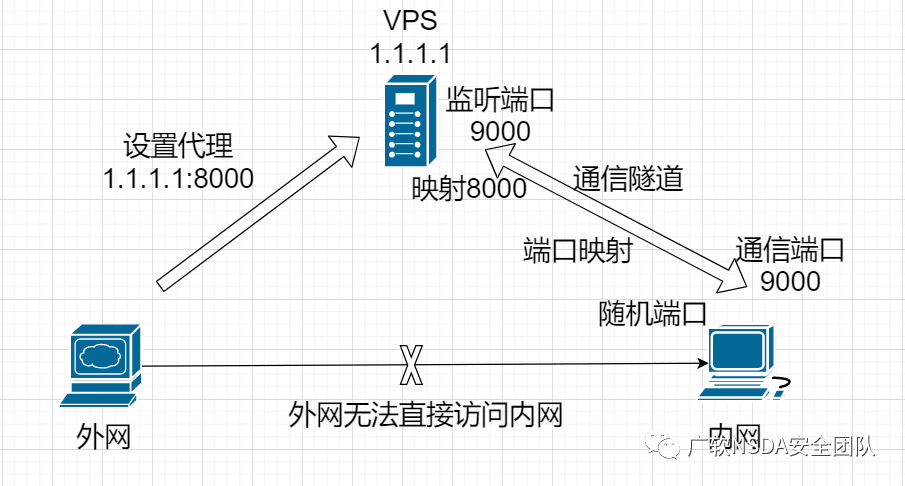 VPS
1.1.1.1
监听端口
9000
设置代理
1.1.1.1:8000
映射8000
通信隧道
端口映射
通信端口
9000
随机端口
外网无法直接访问内网
外网
内网
广软NSDA安全团队